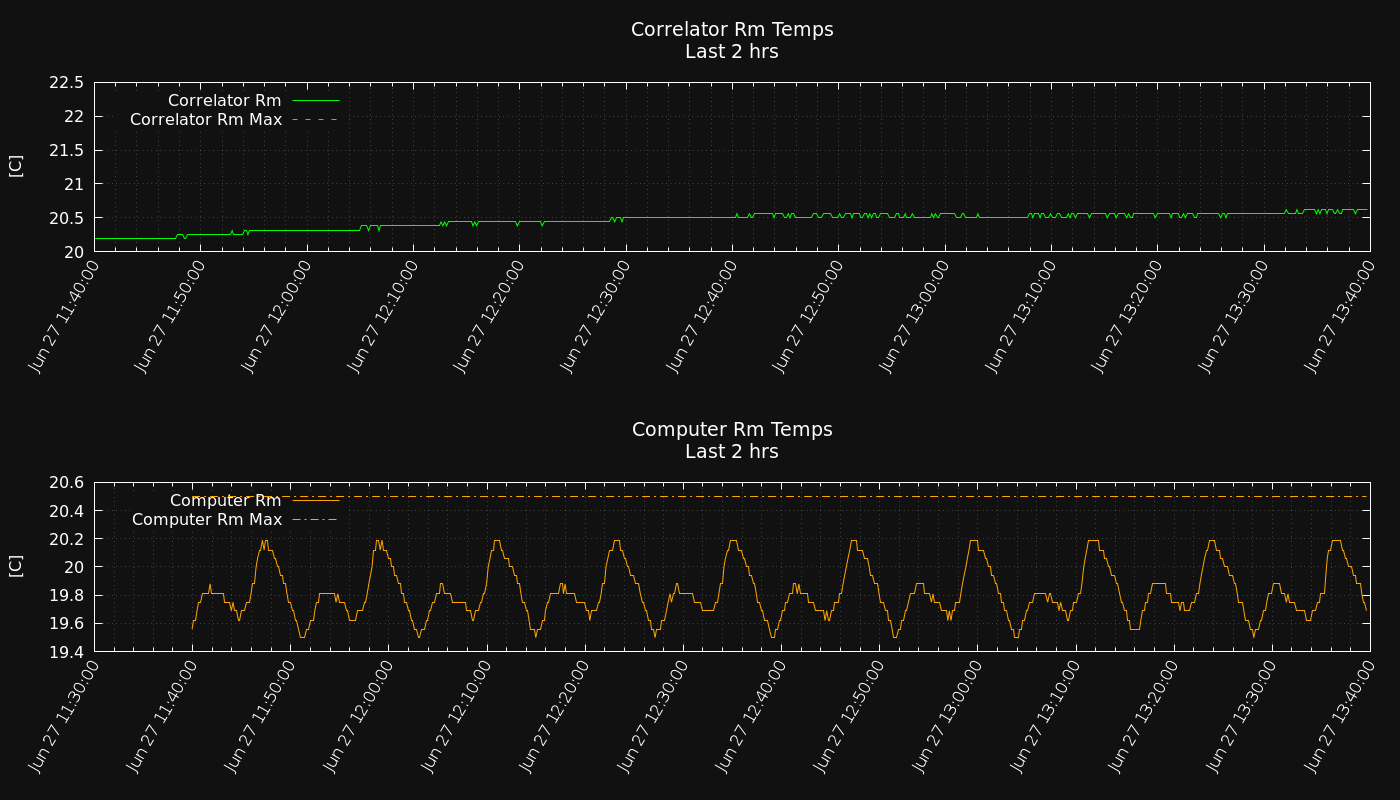 Correlator Rm Temps
Last 2 hrs
22.5
22
21.5
21
20.5
20
[C]
Correlator Rm
Correlator Rm Max
Jun 27 11:40:00
Jun 27 11:50:00
Jun 27 12:00:00
Jun 27 12:10:00
Jun 27 12:20:00
Jun 27 12:30:00
Jun 27 12:40:00
Jun 27 12:50:00
Jun 27 13:00:00
Jun 27 13:10:00
Jun 27 13:20:00
Jun 27 13:30:00
Jun 27 13:40:00
Computer Rm Temps
Last 2 hrs
20.6
20.4
20.2
20
19.8
19.6
19.4
[C]
Computer Rm
Computer Rm Max
Jun 27 11:30:00
Jun 27 11:40:00
Jun 27 11:50:00
Jun 27 12:00:00
Jun 27 12:10:00
Jun 27 12:20:00
Jun 27 12:30:00
Jun 27 12:40:00
Jun 27 12:50:00
Jun 27 13:00:00
Jun 27 13:10:00
Jun 27 13:20:00
Jun 27 13:30:00
Jun 27 13:40:00